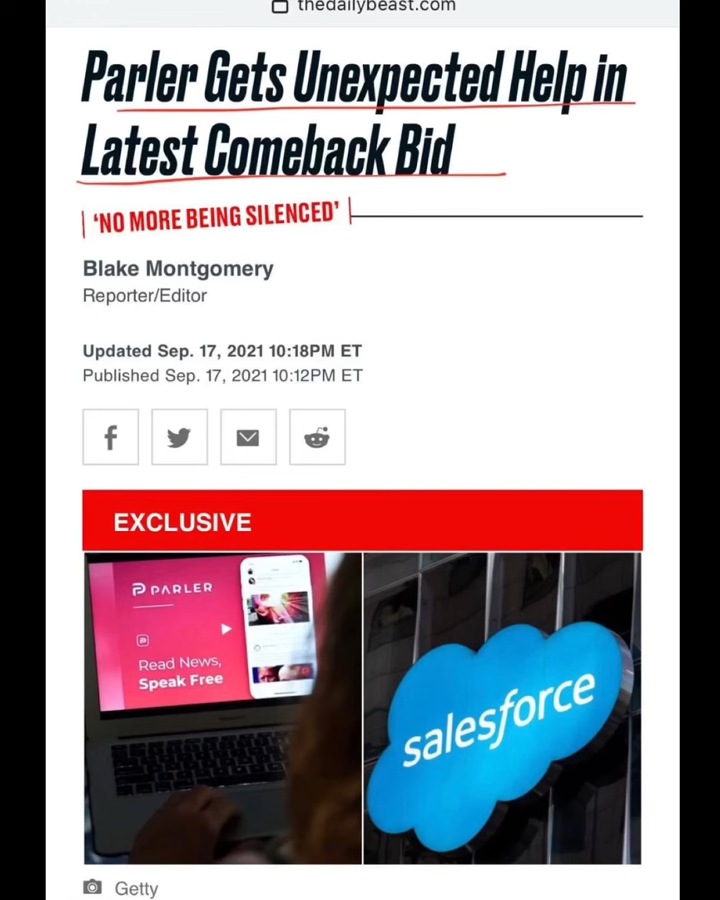 thedailybeast.com
Parler Gets Unexpected Help in
Latest Comeback Bid
'NO MORE BEING SILENCED'
Blake Montgomery
Reporter/Editor
Updated Sep. 17, 2021 10:18PM ET
Published Sep. 17, 2021 10:12PM ET
EXCLUSIVE
PARLER
Read News,
Speak Free
salesforce
Getty